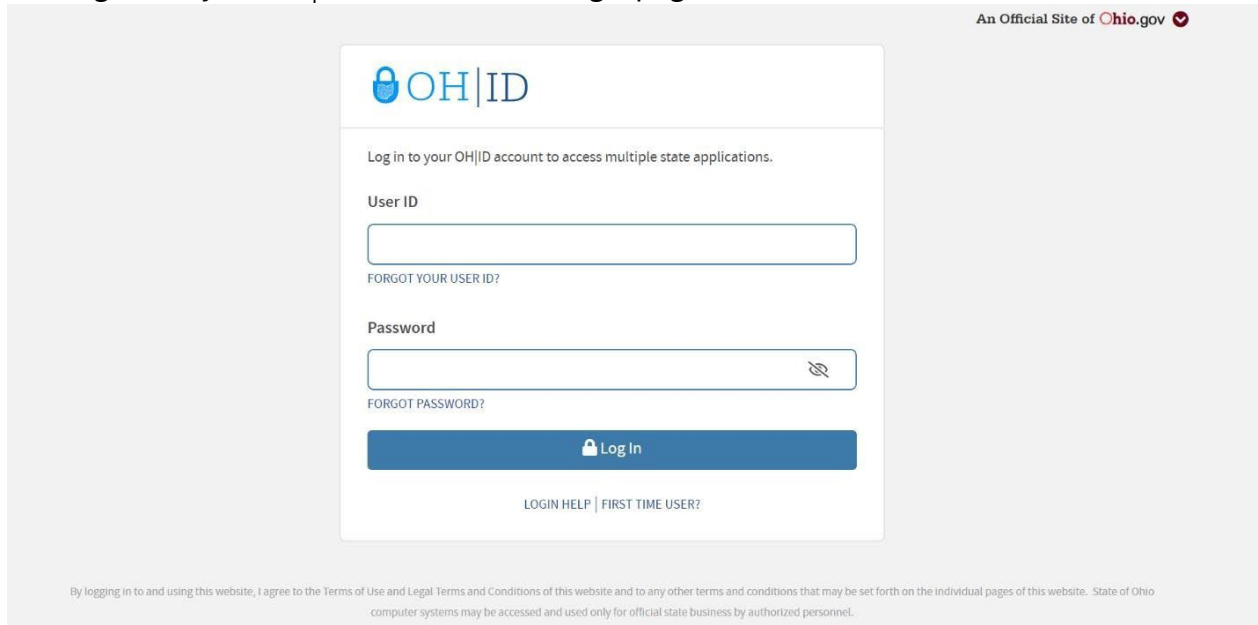 An Official Site of Ohio.gov
OH|ID
Log in to your OH|ID account to access multiple state applications.
User ID
FORGOT YOUR USER ID?
Password
FORGOT PASSWORD?
Log In
LOGIN HELP | FIRST TIME USER?
By logging in to and using this website, I agree to the Terms of Use and Legal Terms and Conditions of this website and to any other terms and conditions that may be set forth on the individual pages of this website. State of Ohio
computer systems may be accessed and used only for official state business by authorized personnel.